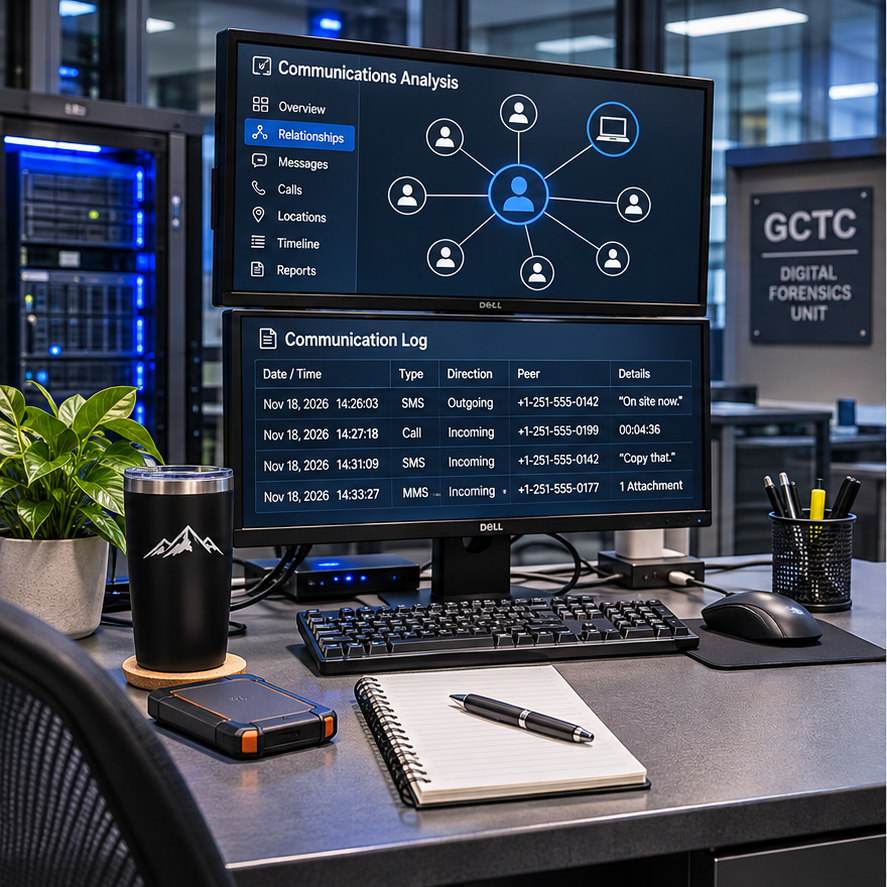 Communications Analysis
Overview
Relationships
Messages
Calls
Locations
Timeline
Reports
DELL
GCTC
DIGITAL
FORENSICS
UNIT
Communication Log
Date / Time Type Direction Peer Details
Nov 18, 2026 14:26:03 SMS Outgoing +1-251-555-0142 "On site now."
Nov 18, 2026 14:27:18 Call Incoming +1-251-555-0199 00:04:36
Nov 18, 2026 14:31:09 SMS Incoming +1-251-555-0142 "Copy that."
Nov 18, 2026 14:33:27 MMS Incoming +1-251-555-0177 1 Attachment
DELL